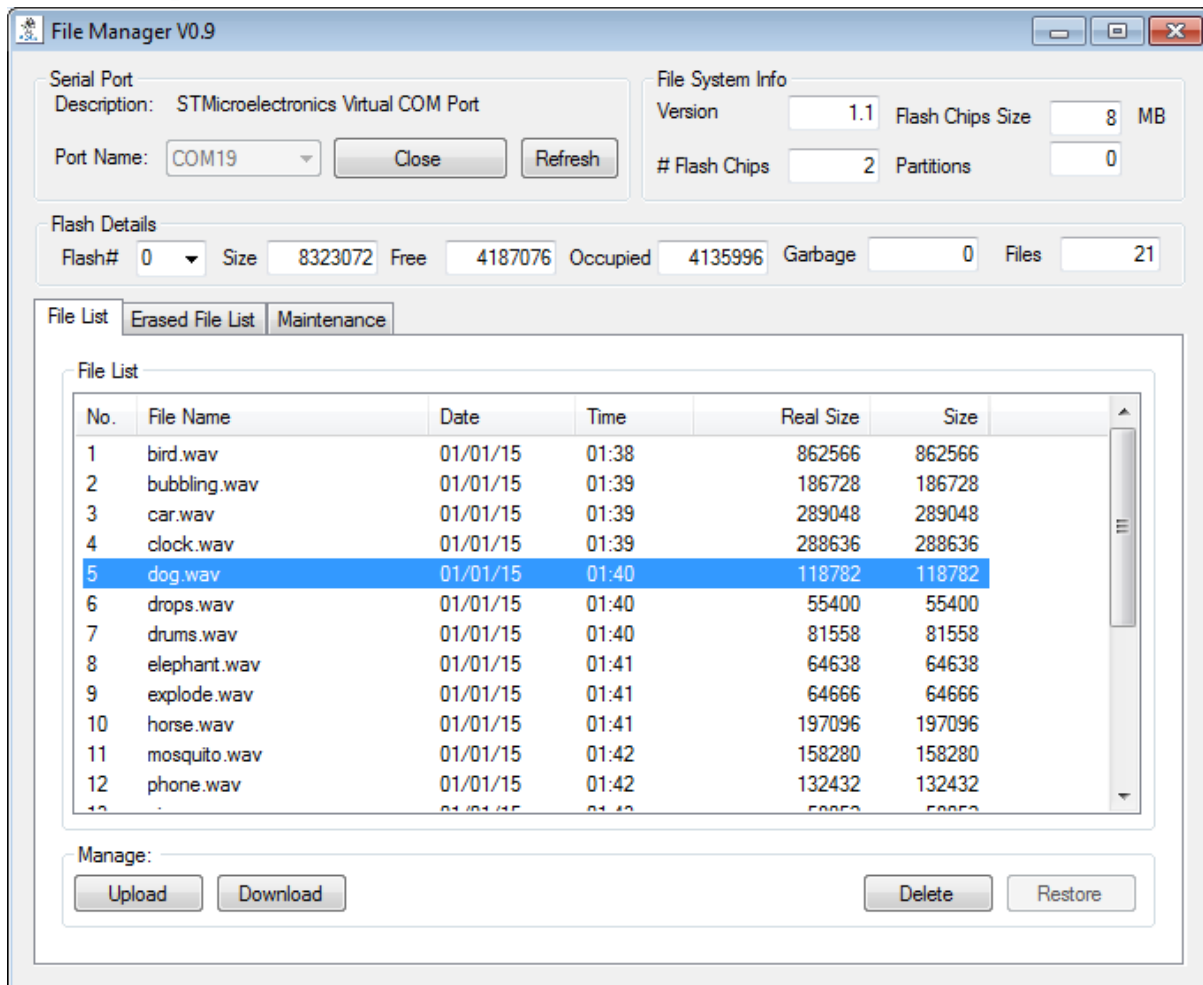 File Manager V0.9
Serial Port
Description: STMicroelectronics Virtual COM Port
Port Name: COM19 Close Refresh
File System Info
Version 1.1 Flash Chips Size 8 MB
# Flash Chips 2 Partitions 0
Flash Details
Flash# 0 Size 8323072 Free 4187076 Occupied 4135996 Garbage 0 Files 21
File List Erased File List Maintenance
File List
No. File Name Date Time Real Size Size
1 bird.wav 01/01/15 01:38 862566 862566
2 bubbling.wav 01/01/15 01:39 186728 186728
3 car.wav 01/01/15 01:39 289048 289048
4 clock.wav 01/01/15 01:39 288636 288636
5 dog.wav 01/01/15 01:40 118782 118782
6 drops.wav 01/01/15 01:40 55400 55400
7 drums.wav 01/01/15 01:40 81558 81558
8 elephant.wav 01/01/15 01:41 64638 64638
9 explode.wav 01/01/15 01:41 64666 64666
10 horse.wav 01/01/15 01:41 197096 197096
11 mosquito.wav 01/01/15 01:42 158280 158280
12 phone.wav 01/01/15 01:42 132432 132432
Manage:
Upload Download Delete Restore